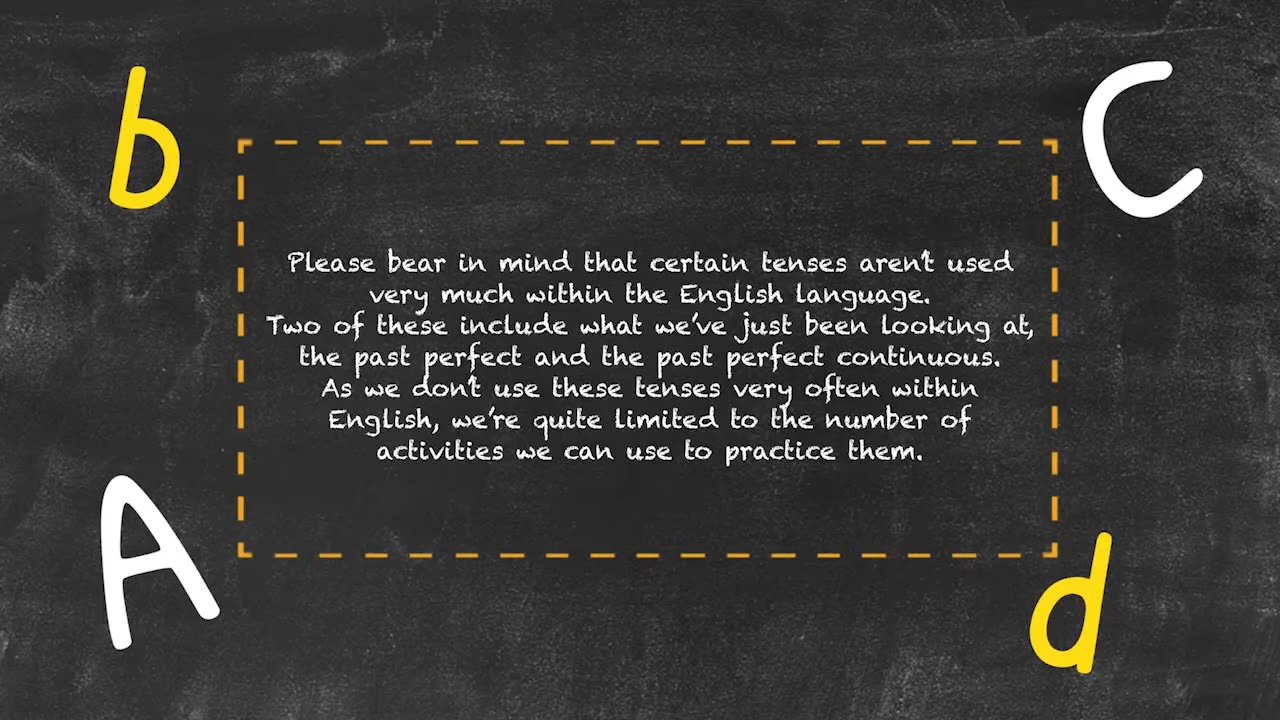 b
C
Please bear in mind that certain tenses aren't used
very much within the English language.
Two of these include what we've just been looking at,
the past perfect and the past perfect continuous.
As we don't use these tenses very often within
English, we're quite limited to the number of
activities we can use to practice them.
A
d